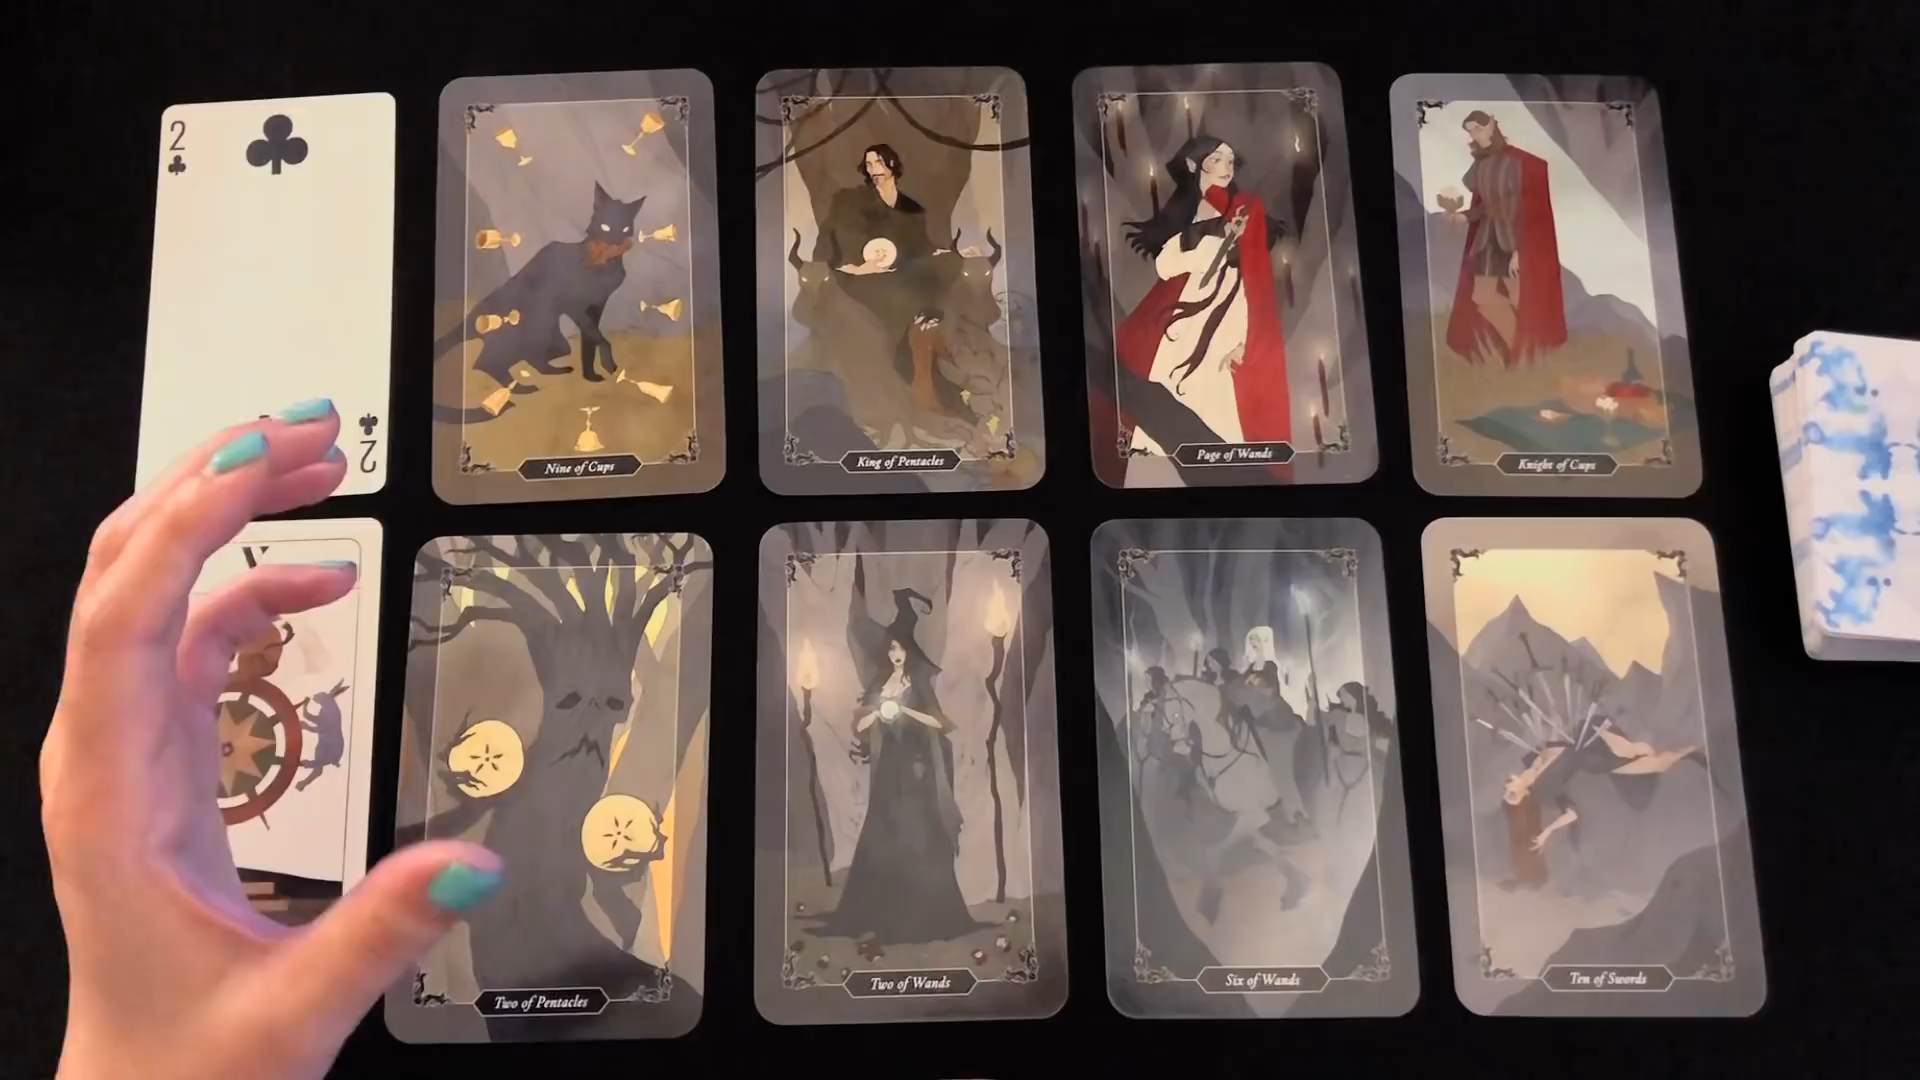 2
Nine of Cups
King of Pentacles
Page of Wands
Knight of Cups
2
Two of Pentacles
Two of Wands
Six of Wands
Ten of Swords